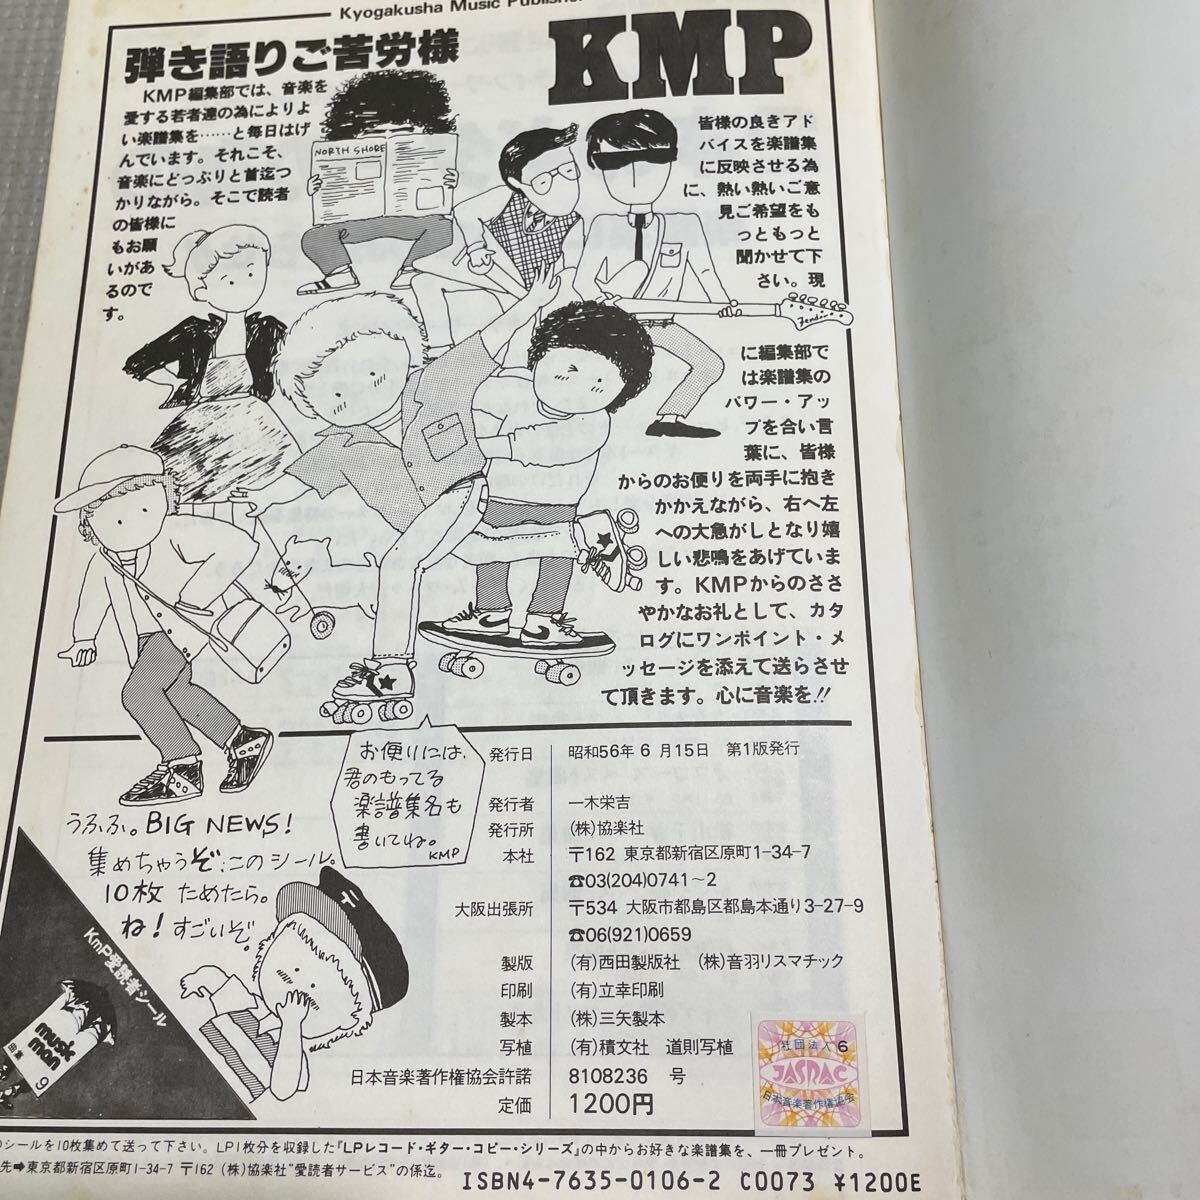 Kyogakusha Music Publisher
KMP
弾き語りご苦労様
KMP編集部では、音楽を
愛する若者達の為によりよ
い楽譜集を……と毎日はげ
んでいます。それこそ、
音楽にどっぷりと首迄つ
かりながら。そこで読者
の皆様に
もお願
いがあ
るので
す。
NORTH SHORE
皆様の良きアド
バイスを楽譜集
に反映させる為
に、熱い熱いご意
見ご希望をも
っともっと
聞かせて下
さい。現
Fender
に編集部で
は楽譜集の
パワー・アッ
プを合い言
葉に、皆様
からのお便りを両手に抱き
かかえながら、右へ左
への大急がしとなり嬉
しい悲鳴をあげていま
す。KMPからのささ
やかなお礼として、カタ
ログにワンポイント・メ
ッセージを添えて送らさせ
て頂きます。心に音楽を!!
お便りには、
君のもってる
楽譜集名も
書いてね。
KMP
うふふ。BIG NEWS!
集めちゃうぞ、このシール。
10枚 ためたら。
ね! すごいぞ。
KmP愛読者シール
music
man
曲集
9
発行日 昭和56年6月15日 第1版発行
発行者 一木栄吉
発行所 (株)協楽社
本社 〒162 東京都新宿区原町1-34-7
☎03(204)0741〜2
大阪出張所 〒534 大阪市都島区都島本通り3-27-9
☎06(921)0659
製版 (有)西田製版社 (株)音羽リスマチック
印刷 (有)立幸印刷
製本 (株)三矢製本
写植 (有)積文社 道則写植
日本音楽著作権協会許諾 8108236 号
定価 1200円
社団法人 6
JASRAC
日本音楽著作権協会
のシールを10枚集めて送って下さい。LP1枚分を収録した「LPレコード・ギター・コピー・シリーズ」の中からお好きな楽譜集を、一冊プレゼント。
先➡東京都新宿区原町1-34-7 〒162 (株)協楽社"愛読者サービス"の係迄。
ISBN4-7635-0106-2 C0073 ¥1200E